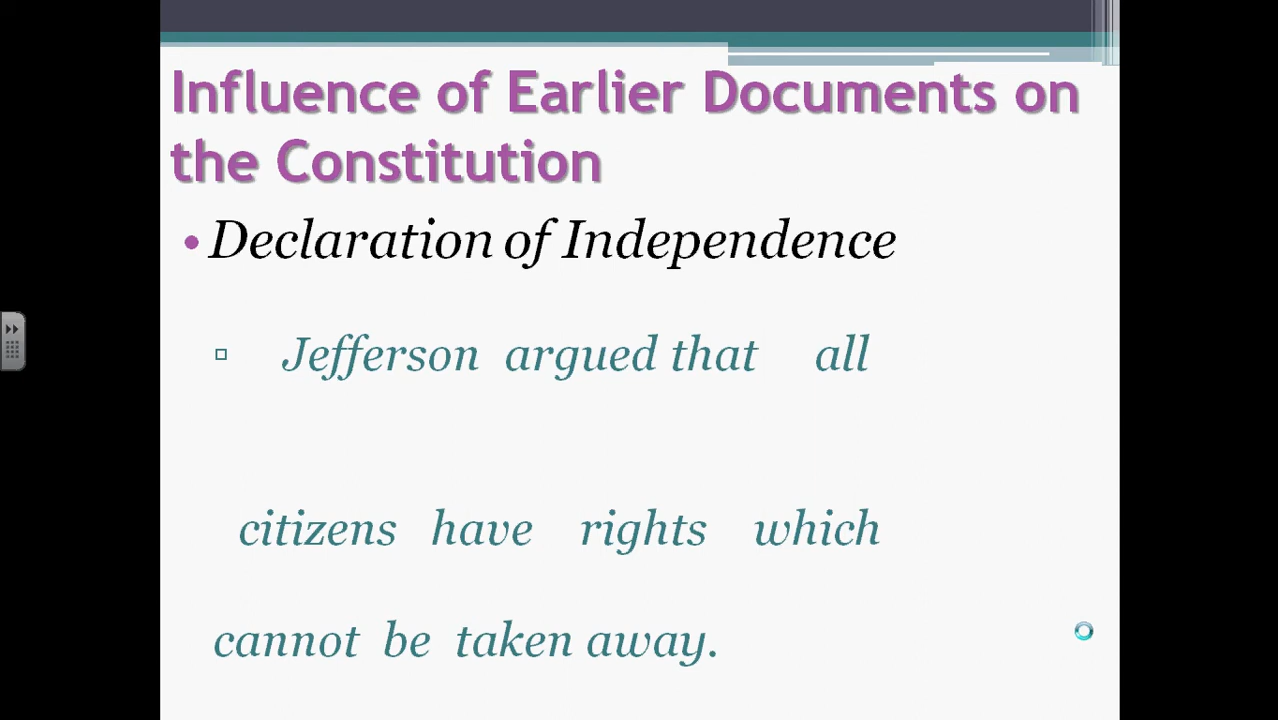 Influence of Earlier Documents on
the Constitution
• Declaration of Independence
▫ Jefferson argued that all
citizens have rights which
cannot be taken away.